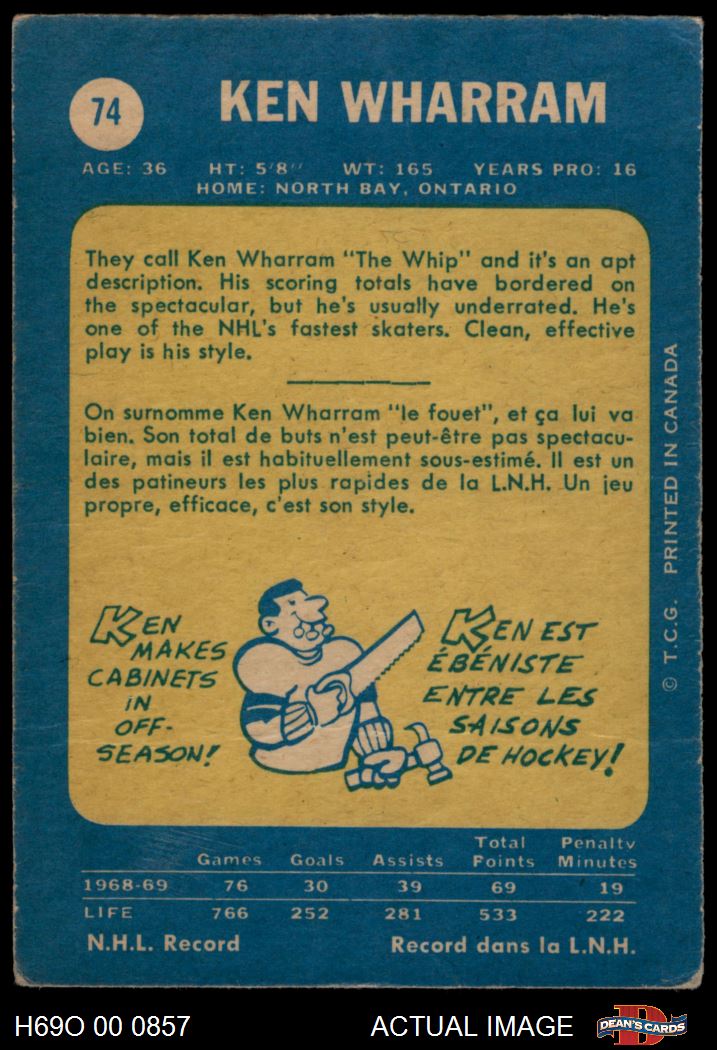 74
KEN WHARRAM
AGE: 36 HT: 5'8" WT: 165 YEARS PRO: 16
HOME: NORTH BAY, ONTARIO
They call Ken Wharram "The Whip" and it's an apt
description. His scoring totals have bordered on
the spectacular, but he's usually underrated. He's
one of the NHL's fastest skaters. Clean, effective
play is his style.
On surnomme Ken Wharram "le fouet", et ça lui va
bien. Son total de buts n'est peut-être pas spectacu-
laire, mais il est habituellement sous-estimé. Il est un
des patineurs les plus rapides de la L.N.H. Un jeu
propre, efficace, c'est son style.
KEN
MAKES
CABINETS
iN
OFF-
SEASON!
KEN EST
ÉBÉNISTE
ENTRE LES
SAISONS
DE HOCKEY!
© T.C.G. PRINTED IN CANADA
Total Penalty
Games Goals Assists Points Minutes
1968-69 76 30 39 69 19
LIFE 766 252 281 533 222
N.H.L. Record Record dans la L.N.H.
H69O 00 0857 ACTUAL IMAGE DEAN'S CARDS